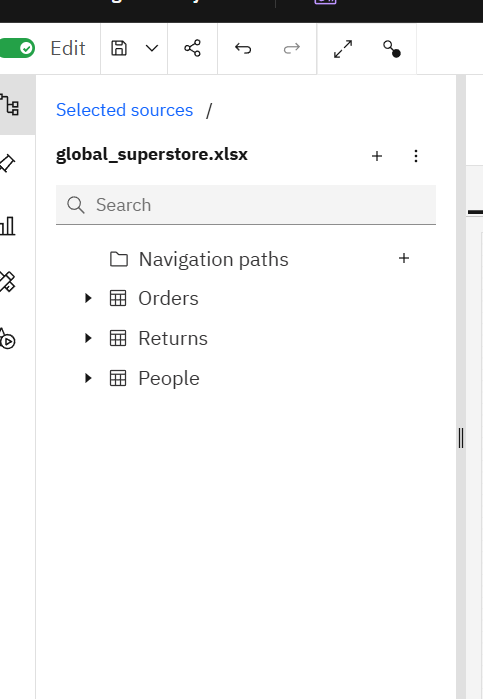 Edit
Selected sources /
global_superstore.xlsx
Search
Navigation paths
Orders
Returns
People